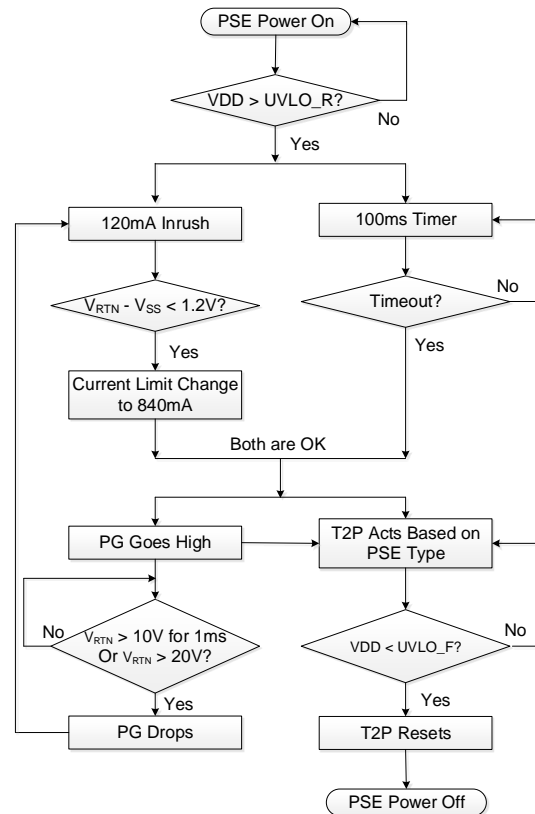 PSE Power On
VDD > UVLO_R?
No
Yes
120mA Inrush
100ms Timer
VRTN - VSS < 1.2V?
Timeout?
No
Yes
Yes
Current Limit Change
to 840mA
Both are OK
PG Goes High
T2P Acts Based on
PSE Type
No
VRTN > 10V for 1ms
Or VRTN > 20V?
VDD < UVLO_F?
No
Yes
Yes
PG Drops
T2P Resets
PSE Power Off